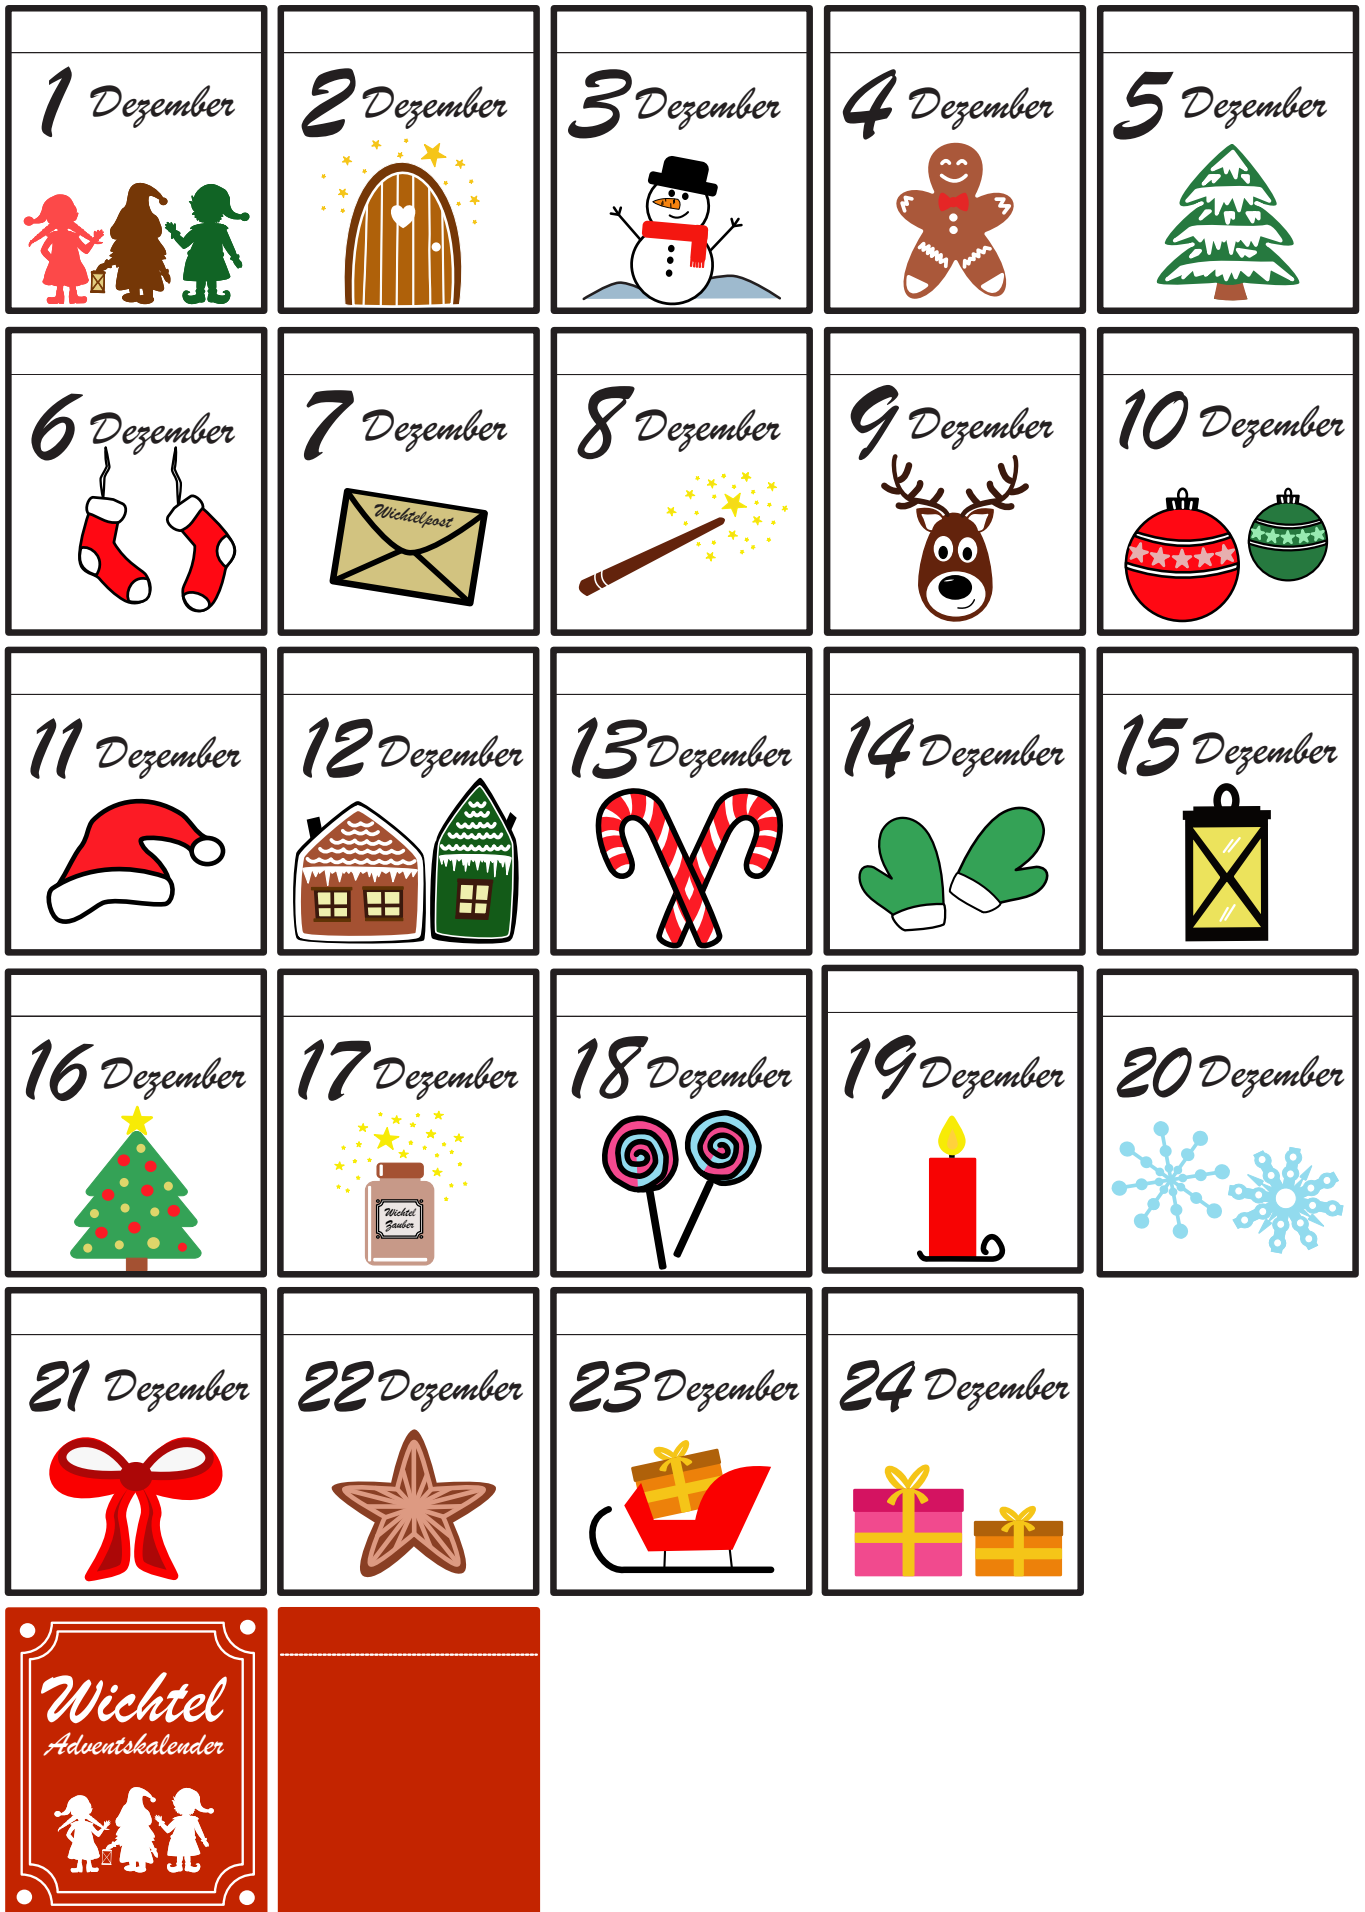 1 Dezember
2 Dezember
3 Dezember
4 Dezember
5 Dezember
6 Dezember
7 Dezember
Wichtelpost
8 Dezember
9 Dezember
10 Dezember
11 Dezember
12 Dezember
13 Dezember
14 Dezember
15 Dezember
16 Dezember
17 Dezember
Wichtel
Zauber
18 Dezember
19 Dezember
20 Dezember
21 Dezember
22 Dezember
23 Dezember
24 Dezember
Wichtel
Adventskalender